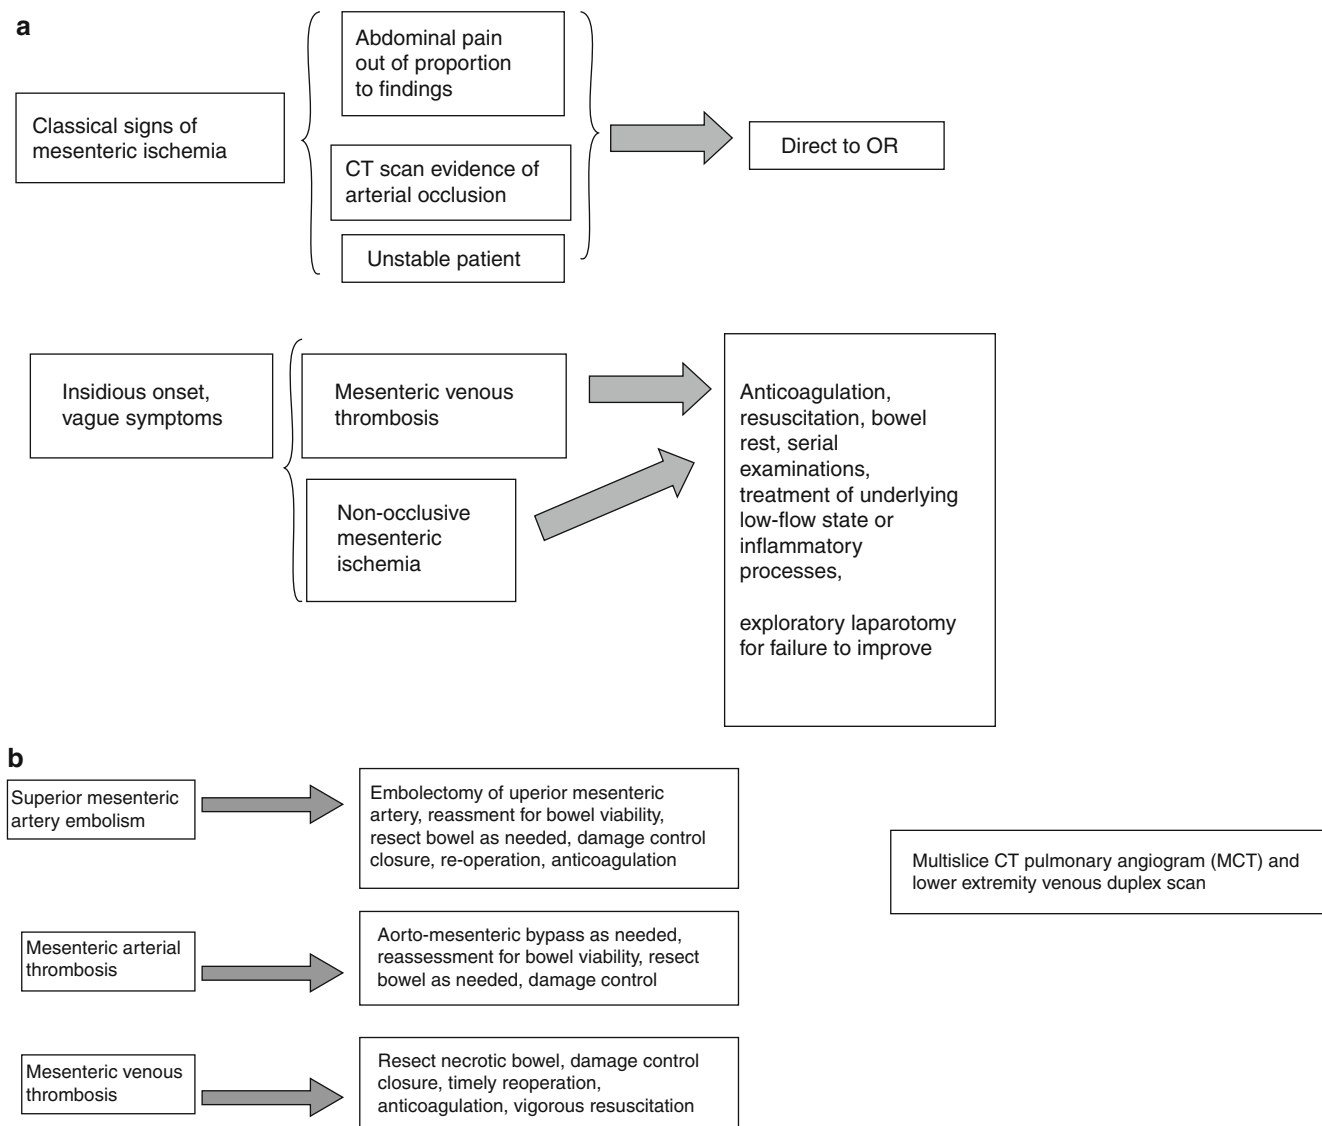 a
Classical signs of
mesenteric ischemia
Abdominal pain
out of proportion
to findings
CT scan evidence of
arterial occlusion
Unstable patient
Direct to OR
Insidious onset,
vague symptoms
Mesenteric venous
thrombosis
Non-occlusive
mesenteric
ischemia
Anticoagulation,
resuscitation, bowel
rest, serial
examinations,
treatment of underlying
low-flow state or
inflammatory
processes,
exploratory laparotomy
for failure to improve
b
Superior mesenteric
artery embolism
Embolectomy of uperior mesenteric
artery, reassment for bowel viability,
resect bowel as needed, damage control
closure, re-operation, anticoagulation
Multislice CT pulmonary angiogram (MCT) and
lower extremity venous duplex scan
Mesenteric arterial
thrombosis
Aorto-mesenteric bypass as needed,
reassessment for bowel viability, resect
bowel as needed, damage control
Mesenteric venous
thrombosis
Resect necrotic bowel, damage control
closure, timely reoperation,
anticoagulation, vigorous resuscitation